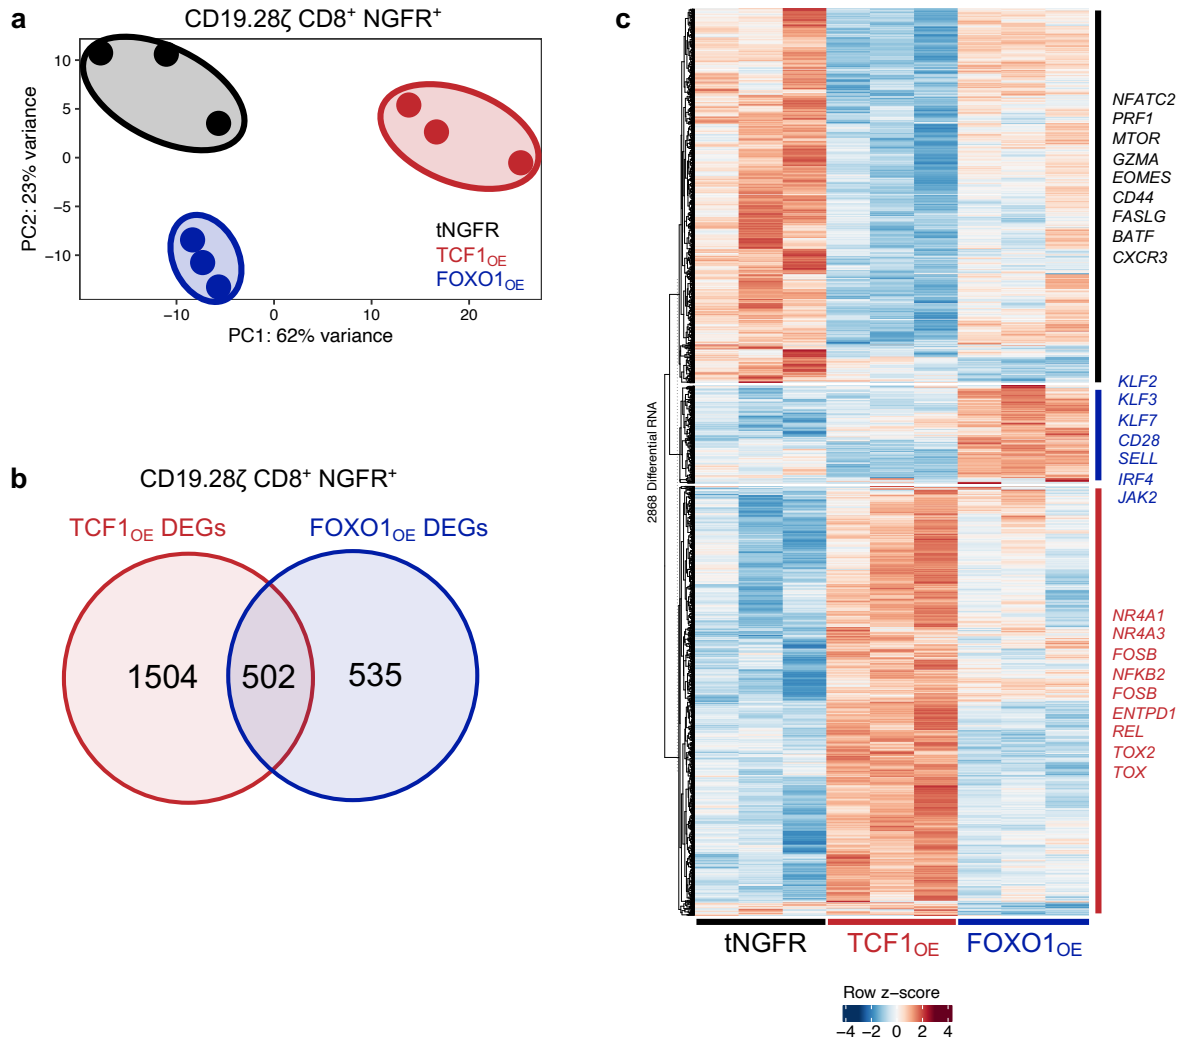 a
CD19.28ζ CD8⁺ NGFR⁺
10
5
0
−5
−10
PC2: 23% variance
tNGFR
TCF1OE
FOXO1OE
−10
0
10
20
PC1: 62% variance
b
CD19.28ζ CD8⁺ NGFR⁺
TCF1OE DEGs
FOXO1OE DEGs
1504
502
535
c
2868 Differential RNA
NFATC2
PRF1
MTOR
GZMA
EOMES
CD44
FASLG
BATF
CXCR3
KLF2
KLF3
KLF7
CD28
SELL
IRF4
JAK2
NR4A1
NR4A3
FOSB
NFKB2
FOSB
ENTPD1
REL
TOX2
TOX
tNGFR
TCF1OE
FOXO1OE
Row z−score
−4 −2 0 2 4